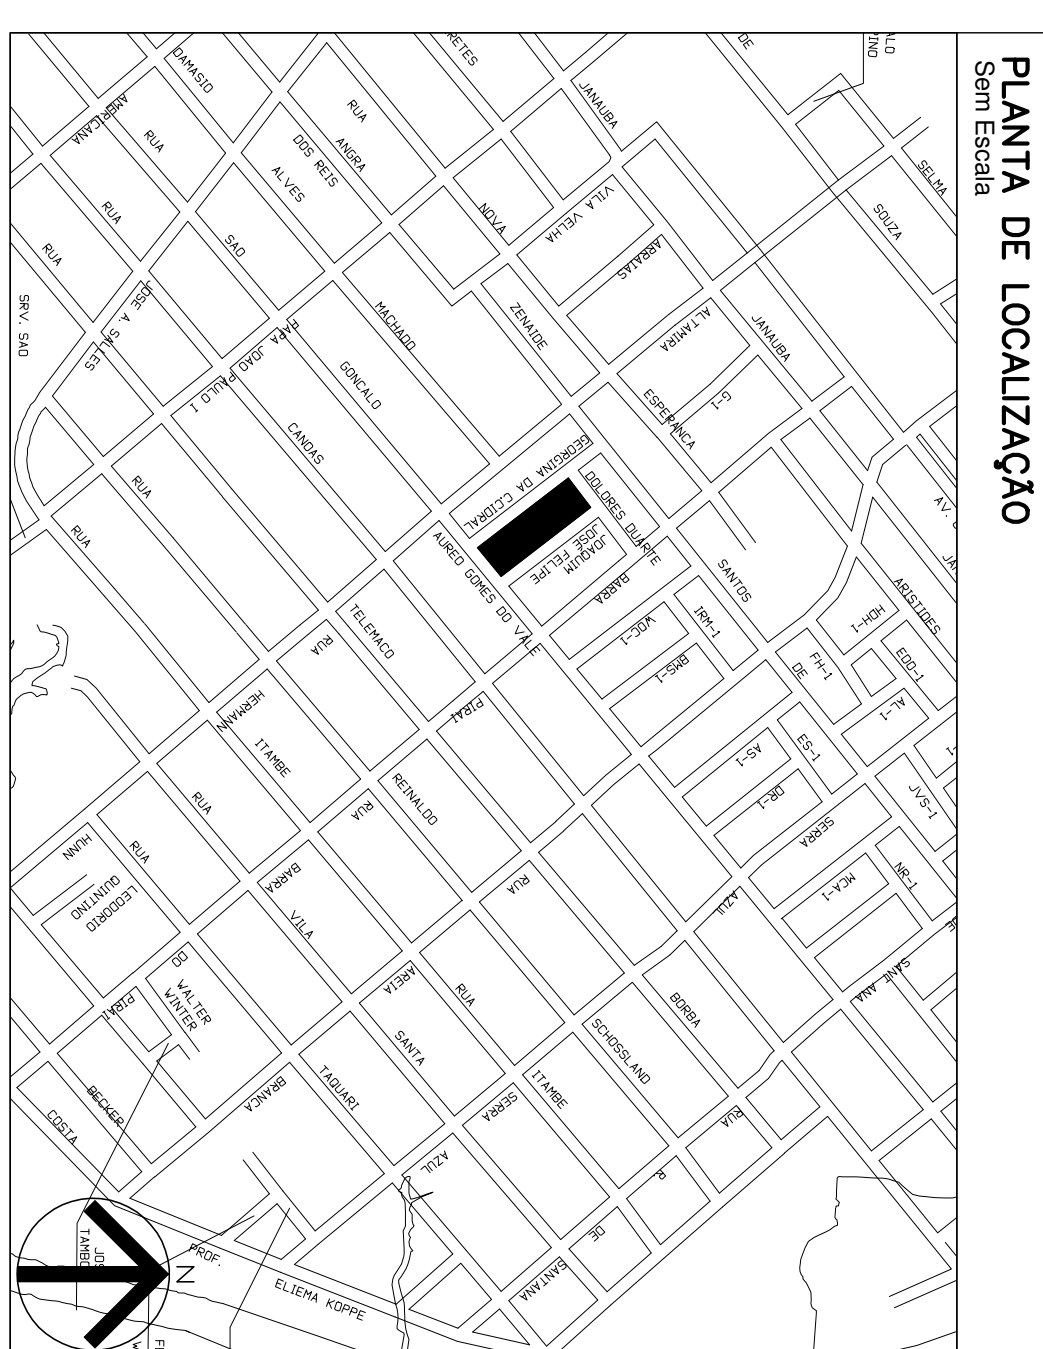 PLANTA DE LOCALIZAÇÃO
Sem Escala
DAMASIO
RETES
DE
JANAUBA
AMERICANA
RUA
RUA
ANGRA
DOS REIS
ALVES
SELMA
RUA
NOVA
VILA VELHA
SOUZA
RUA
SAO
ARRAIAS
SRV. SAO
JOSE A. SALLES
MACHADO
ZENAIDE
ALTAMIRA
JANAUBA
PAPA JOAO PAULO I
GONCALO
G-1
ESPERANCA
CANOAS
GEORGINA DA C.CIDRAL
DOLORES DUARTE
RUA
AV.
RUA
AUREO GOMES DO VALE
JOAQUIM
JOSE FELIPE
BARRA
SANTOS
ARISTIDES
TELEMACO
RUA
WOC-1
IRM-1
HDH-1
BMS-1
FH-1
DE
EDO-1
HERMANN
PIRAI
AL-1
ITAMBE
AS-1
ES-1
RUA
RUA
REINALDO
DR-1
JVS-1
HUNN
RUA
SERRA
QUINTINO
LEODORIO
BARRA
VILA
RUA
MCA-1
NR-1
AZUL
DO
WALTER
WINTER
PIRAI
AREIA
RUA
BORBA
SANT ANA
SANTA
SCHOSSLAND
BECKER
COSTA
BRANCA
TAQUARI
ITAMBE
SERRA
RUA
AZUL
R
DE
N
PROF.
ELIEMA KOPPE
SANTANA